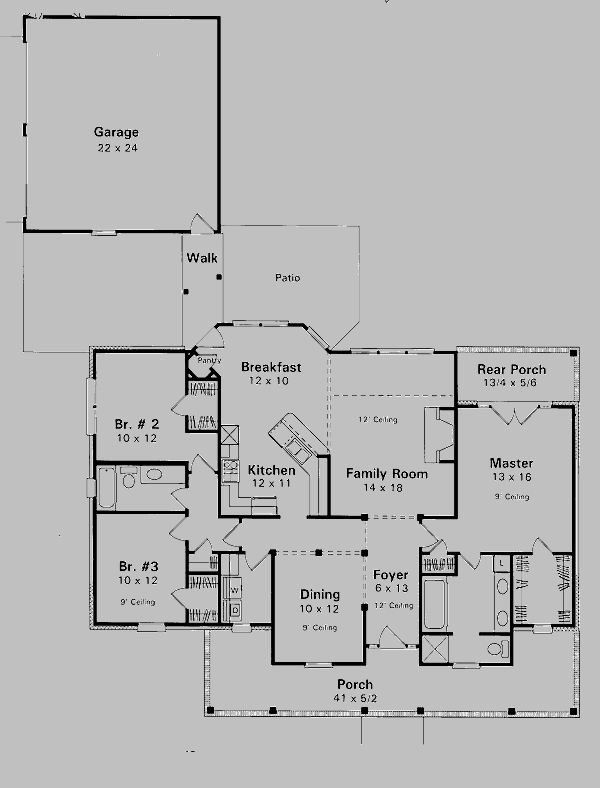 Garage
22 x 24
Walk
Patio
Pantry
Breakfast
12 x 10
Rear Porch
13/4 x 5/6
Br. # 2
10 x 12
12' Ceiling
Kitchen
12 x 11
Family Room
14 x 18
Master
13 x 16
9' Ceiling
Br. #3
10 x 12
9' Ceiling
W
D
Dining
10 x 12
9' Ceiling
Foyer
6 x 13
12' Ceiling
L
Porch
41 x 5/2